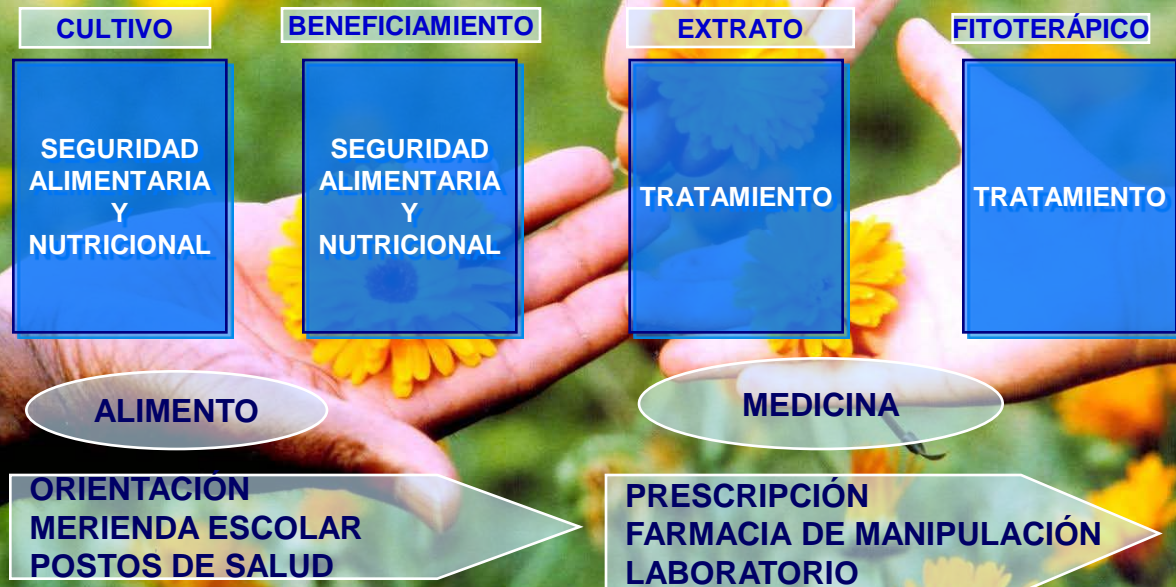 CULTIVO
BENEFICIAMIENTO
EXTRATO
FITOTERÁPICO
SEGURIDAD
ALIMENTARIA
Y
NUTRICIONAL
SEGURIDAD
ALIMENTARIA
Y
NUTRICIONAL
TRATAMIENTO
TRATAMIENTO
ALIMENTO
MEDICINA
ORIENTACIÓN
MERIENDA ESCOLAR
POSTOS DE SALUD
PRESCRIPCIÓN
FARMACIA DE MANIPULACIÓN
LABORATORIO